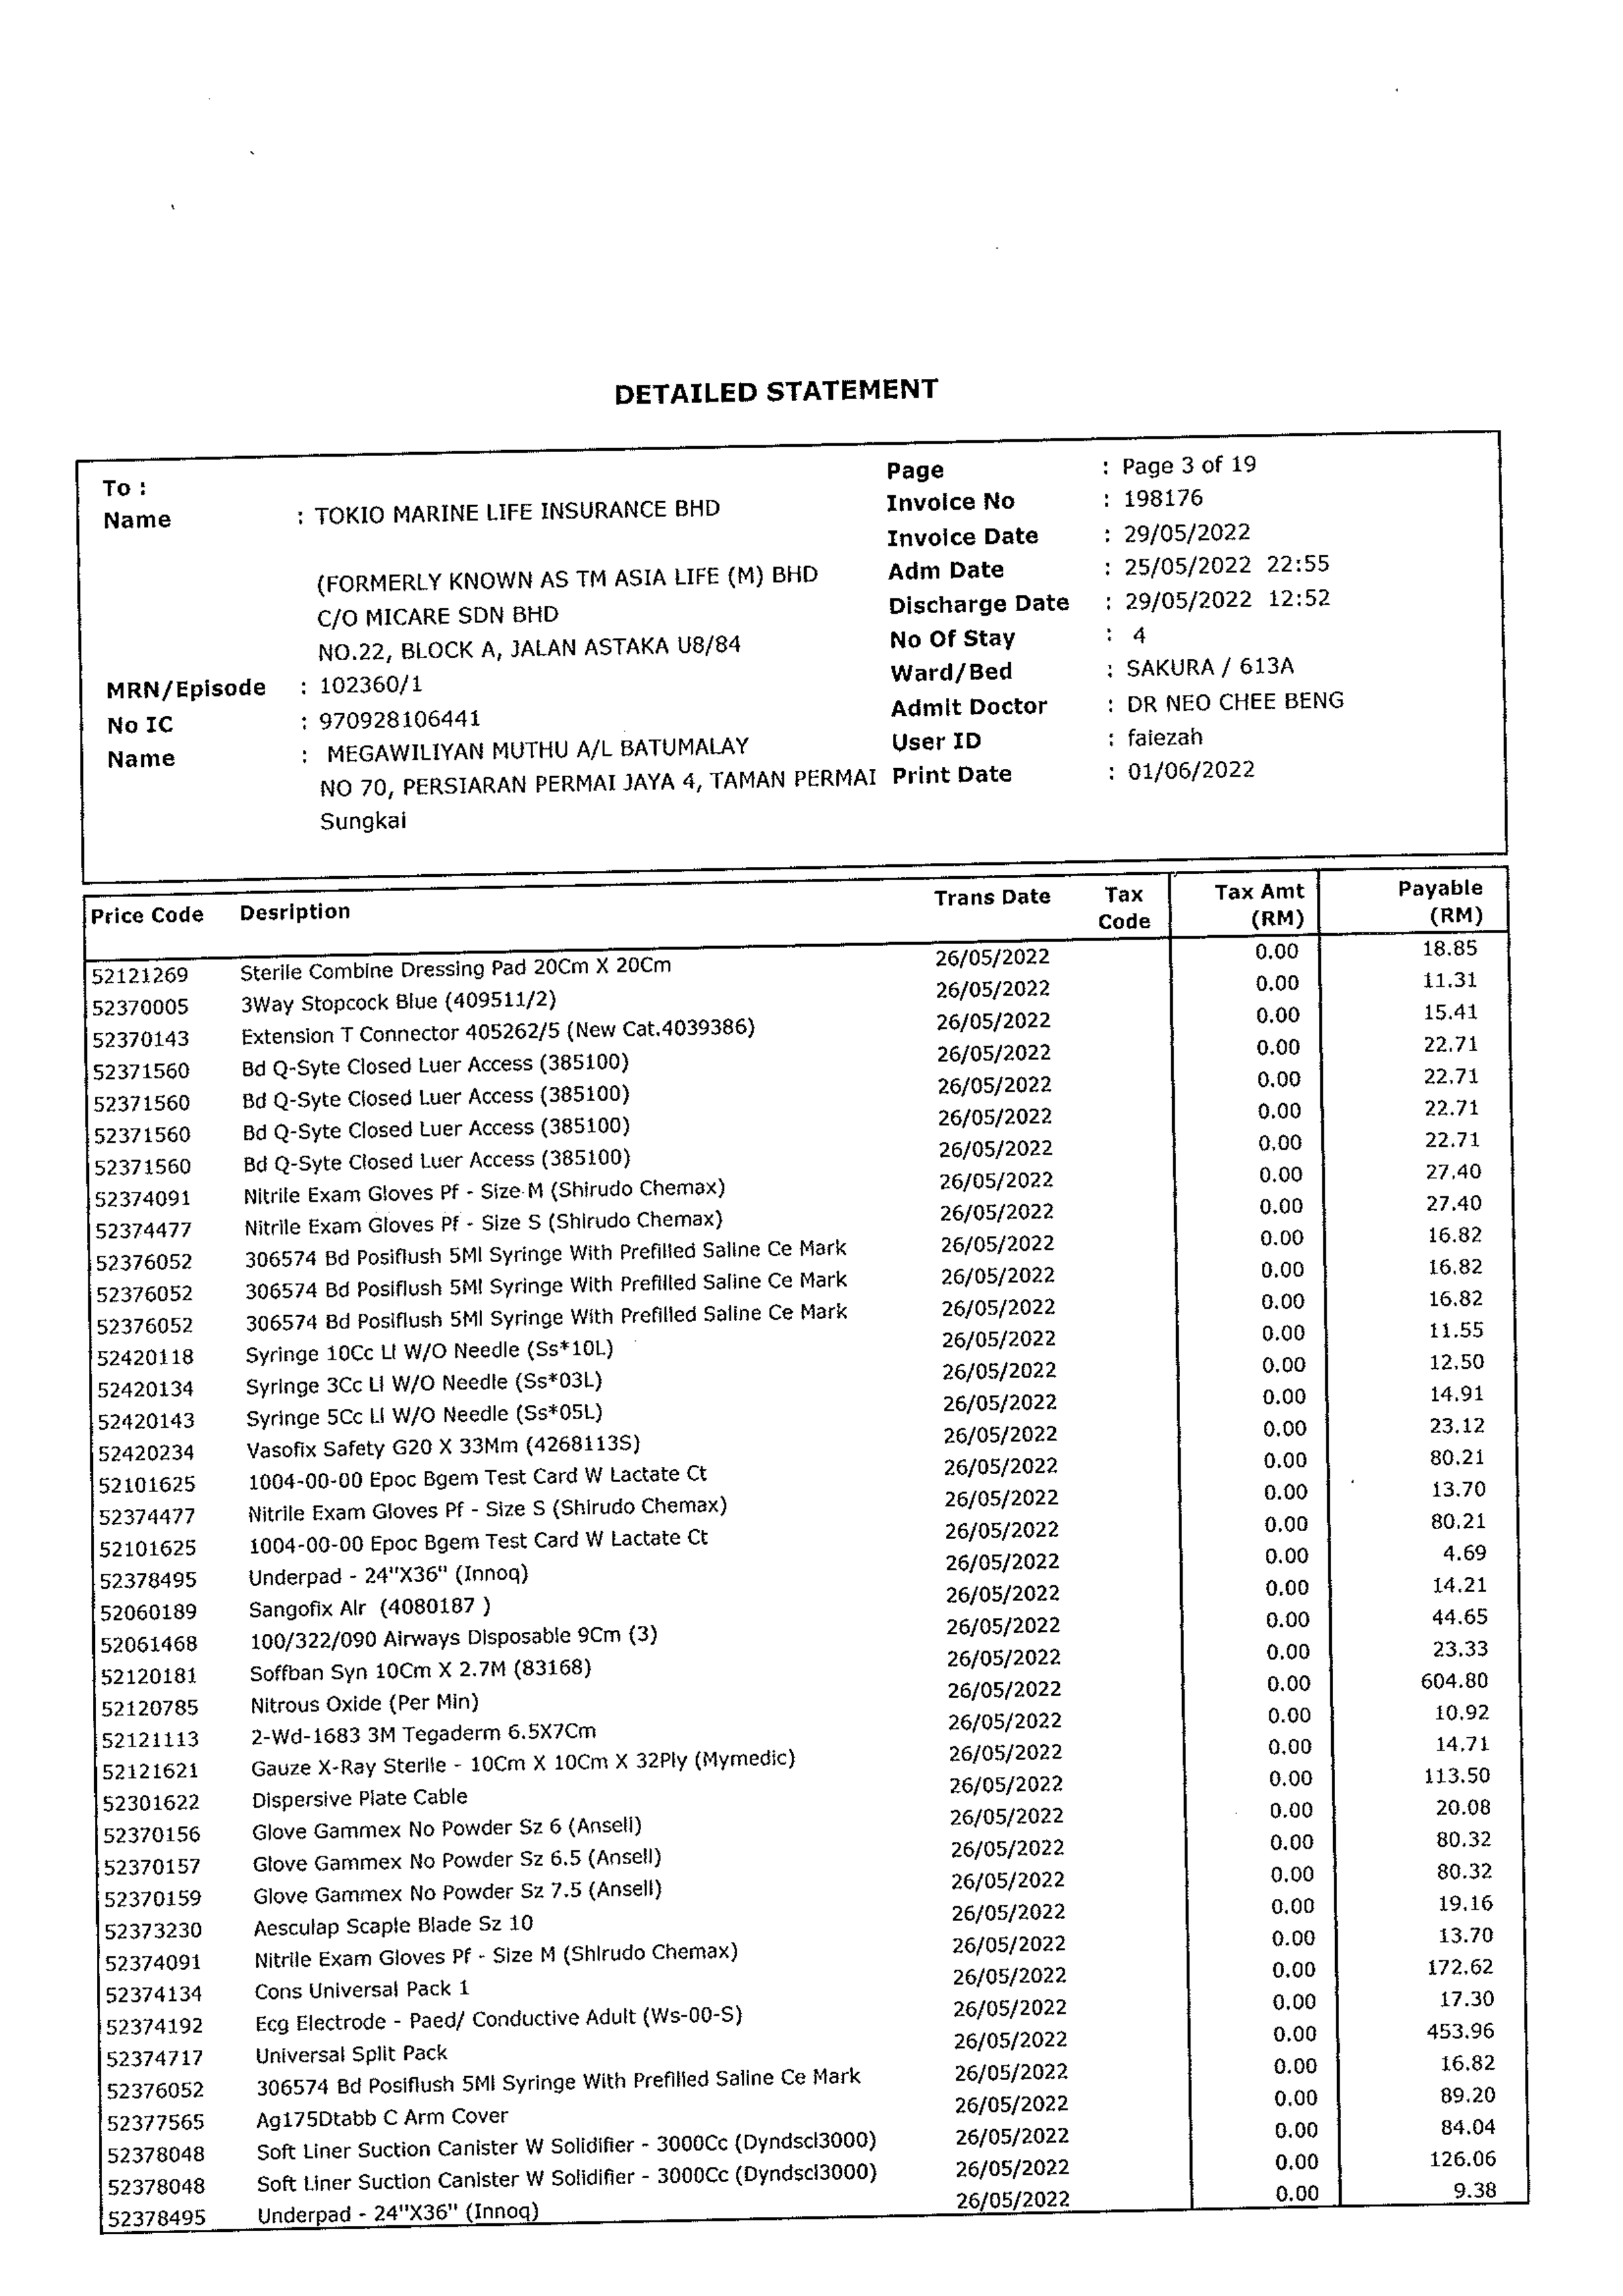 DETAILED STATEMENT
To :
Name : TOKIO MARINE LIFE INSURANCE BHD
(FORMERLY KNOWN AS TM ASIA LIFE (M) BHD
C/O MICARE SDN BHD
NO.22, BLOCK A, JALAN ASTAKA U8/84
MRN/Episode : 102360/1
No IC : 970928106441
Name : MEGAWILIYAN MUTHU A/L BATUMALAY
NO 70, PERSIARAN PERMAI JAYA 4, TAMAN PERMAI
Sungkai
Page : Page 3 of 19
Invoice No : 198176
Invoice Date : 29/05/2022
Adm Date : 25/05/2022 22:55
Discharge Date : 29/05/2022 12:52
No Of Stay : 4
Ward/Bed : SAKURA / 613A
Admit Doctor : DR NEO CHEE BENG
User ID : faiezah
Print Date : 01/06/2022
Price Code Desription Trans Date Tax Code Tax Amt (RM) Payable (RM)
52121269 Sterile Combine Dressing Pad 20Cm X 20Cm 26/05/2022 0.00 18.85
52370005 3Way Stopcock Blue (409511/2) 26/05/2022 0.00 11.31
52370143 Extension T Connector 405262/5 (New Cat.4039386) 26/05/2022 0.00 15.41
52371560 Bd Q-Syte Closed Luer Access (385100) 26/05/2022 0.00 22.71
52371560 Bd Q-Syte Closed Luer Access (385100) 26/05/2022 0.00 22.71
52371560 Bd Q-Syte Closed Luer Access (385100) 26/05/2022 0.00 22.71
52371560 Bd Q-Syte Closed Luer Access (385100) 26/05/2022 0.00 22.71
52374091 Nitrile Exam Gloves Pf - Size M (Shirudo Chemax) 26/05/2022 0.00 27.40
52374477 Nitrile Exam Gloves Pf - Size S (Shirudo Chemax) 26/05/2022 0.00 27.40
52376052 306574 Bd Posiflush 5Ml Syringe With Prefilled Saline Ce Mark 26/05/2022 0.00 16.82
52376052 306574 Bd Posiflush 5Ml Syringe With Prefilled Saline Ce Mark 26/05/2022 0.00 16.82
52376052 306574 Bd Posiflush 5Ml Syringe With Prefilled Saline Ce Mark 26/05/2022 0.00 16.82
52420118 Syringe 10Cc Ll W/O Needle (Ss*10L) 26/05/2022 0.00 11.55
52420134 Syringe 3Cc Ll W/O Needle (Ss*03L) 26/05/2022 0.00 12.50
52420143 Syringe 5Cc Ll W/O Needle (Ss*05L) 26/05/2022 0.00 14.91
52420234 Vasofix Safety G20 X 33Mm (4268113S) 26/05/2022 0.00 23.12
52101625 1004-00-00 Epoc Bgem Test Card W Lactate Ct 26/05/2022 0.00 80.21
52374477 Nitrile Exam Gloves Pf - Size S (Shirudo Chemax) 26/05/2022 0.00 13.70
52101625 1004-00-00 Epoc Bgem Test Card W Lactate Ct 26/05/2022 0.00 80.21
52378495 Underpad - 24"X36" (Innoq) 26/05/2022 0.00 4.69
52060189 Sangofix Air (4080187 ) 26/05/2022 0.00 14.21
52061468 100/322/090 Airways Disposable 9Cm (3) 26/05/2022 0.00 44.65
52120181 Soffban Syn 10Cm X 2.7M (83168) 26/05/2022 0.00 23.33
52120785 Nitrous Oxide (Per Min) 26/05/2022 0.00 604.80
52121113 2-Wd-1683 3M Tegaderm 6.5X7Cm 26/05/2022 0.00 10.92
52121621 Gauze X-Ray Sterile - 10Cm X 10Cm X 32Ply (Mymedic) 26/05/2022 0.00 14.71
52301622 Dispersive Plate Cable 26/05/2022 0.00 113.50
52370156 Glove Gammex No Powder Sz 6 (Ansell) 26/05/2022 0.00 20.08
52370157 Glove Gammex No Powder Sz 6.5 (Ansell) 26/05/2022 0.00 80.32
52370159 Glove Gammex No Powder Sz 7.5 (Ansell) 26/05/2022 0.00 80.32
52373230 Aesculap Scaple Blade Sz 10 26/05/2022 0.00 19.16
52374091 Nitrile Exam Gloves Pf - Size M (Shirudo Chemax) 26/05/2022 0.00 13.70
52374134 Cons Universal Pack 1 26/05/2022 0.00 172.62
52374192 Ecg Electrode - Paed/ Conductive Adult (Ws-00-S) 26/05/2022 0.00 17.30
52374717 Universal Split Pack 26/05/2022 0.00 453.96
52376052 306574 Bd Posiflush 5Ml Syringe With Prefilled Saline Ce Mark 26/05/2022 0.00 16.82
52377565 Ag175Dtabb C Arm Cover 26/05/2022 0.00 89.20
52378048 Soft Liner Suction Canister W Solidifier - 3000Cc (Dyndscl3000) 26/05/2022 0.00 84.04
52378048 Soft Liner Suction Canister W Solidifier - 3000Cc (Dyndscl3000) 26/05/2022 0.00 126.06
52378495 Underpad - 24"X36" (Innoq) 26/05/2022 0.00 9.38